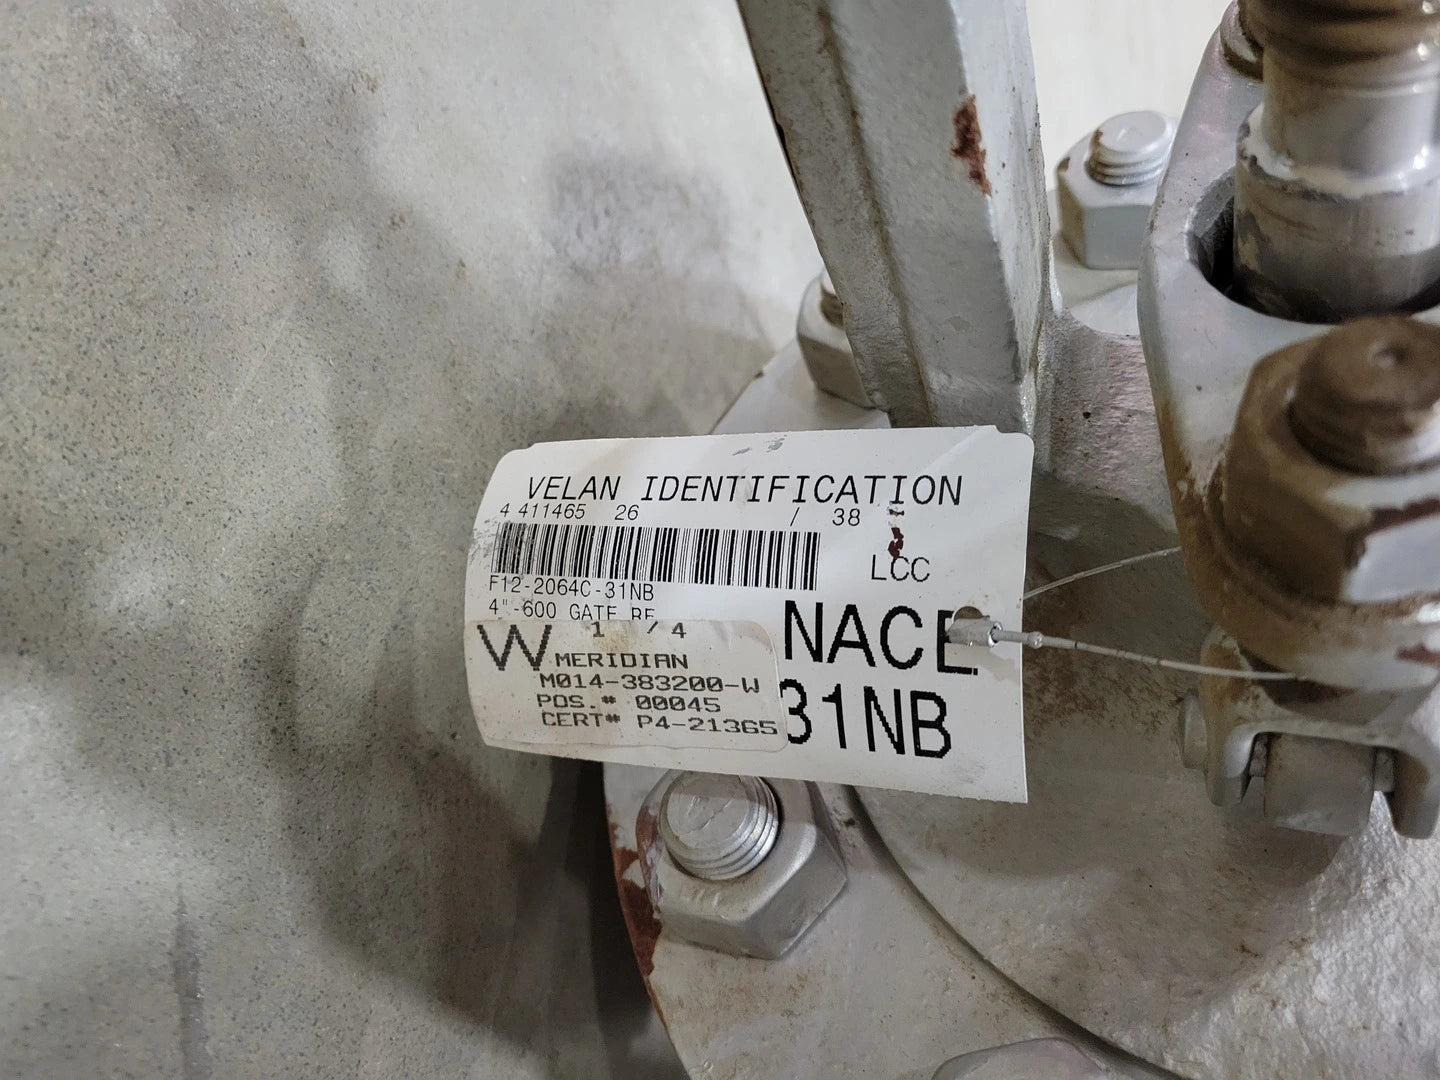 VELAN IDENTIFICATION
4 411465 26 / 38
LCC
F12-2064C-31NB
4"-600 GATE RF
NACE
31NB
W 1 / 4
MERIDIAN
M014-383200-W
POS.# 00045
CERT# P4-21365